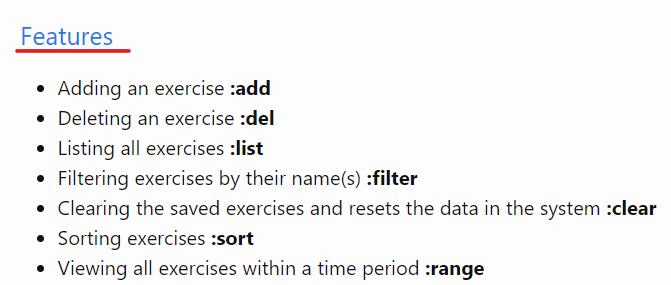 Features
Adding an exercise :add
Deleting an exercise :del
Listing all exercises :list
Filtering exercises by their name(s) :filter
Clearing the saved exercises and resets the data in the system :clear
Sorting exercises :sort
Viewing all exercises within a time period :range